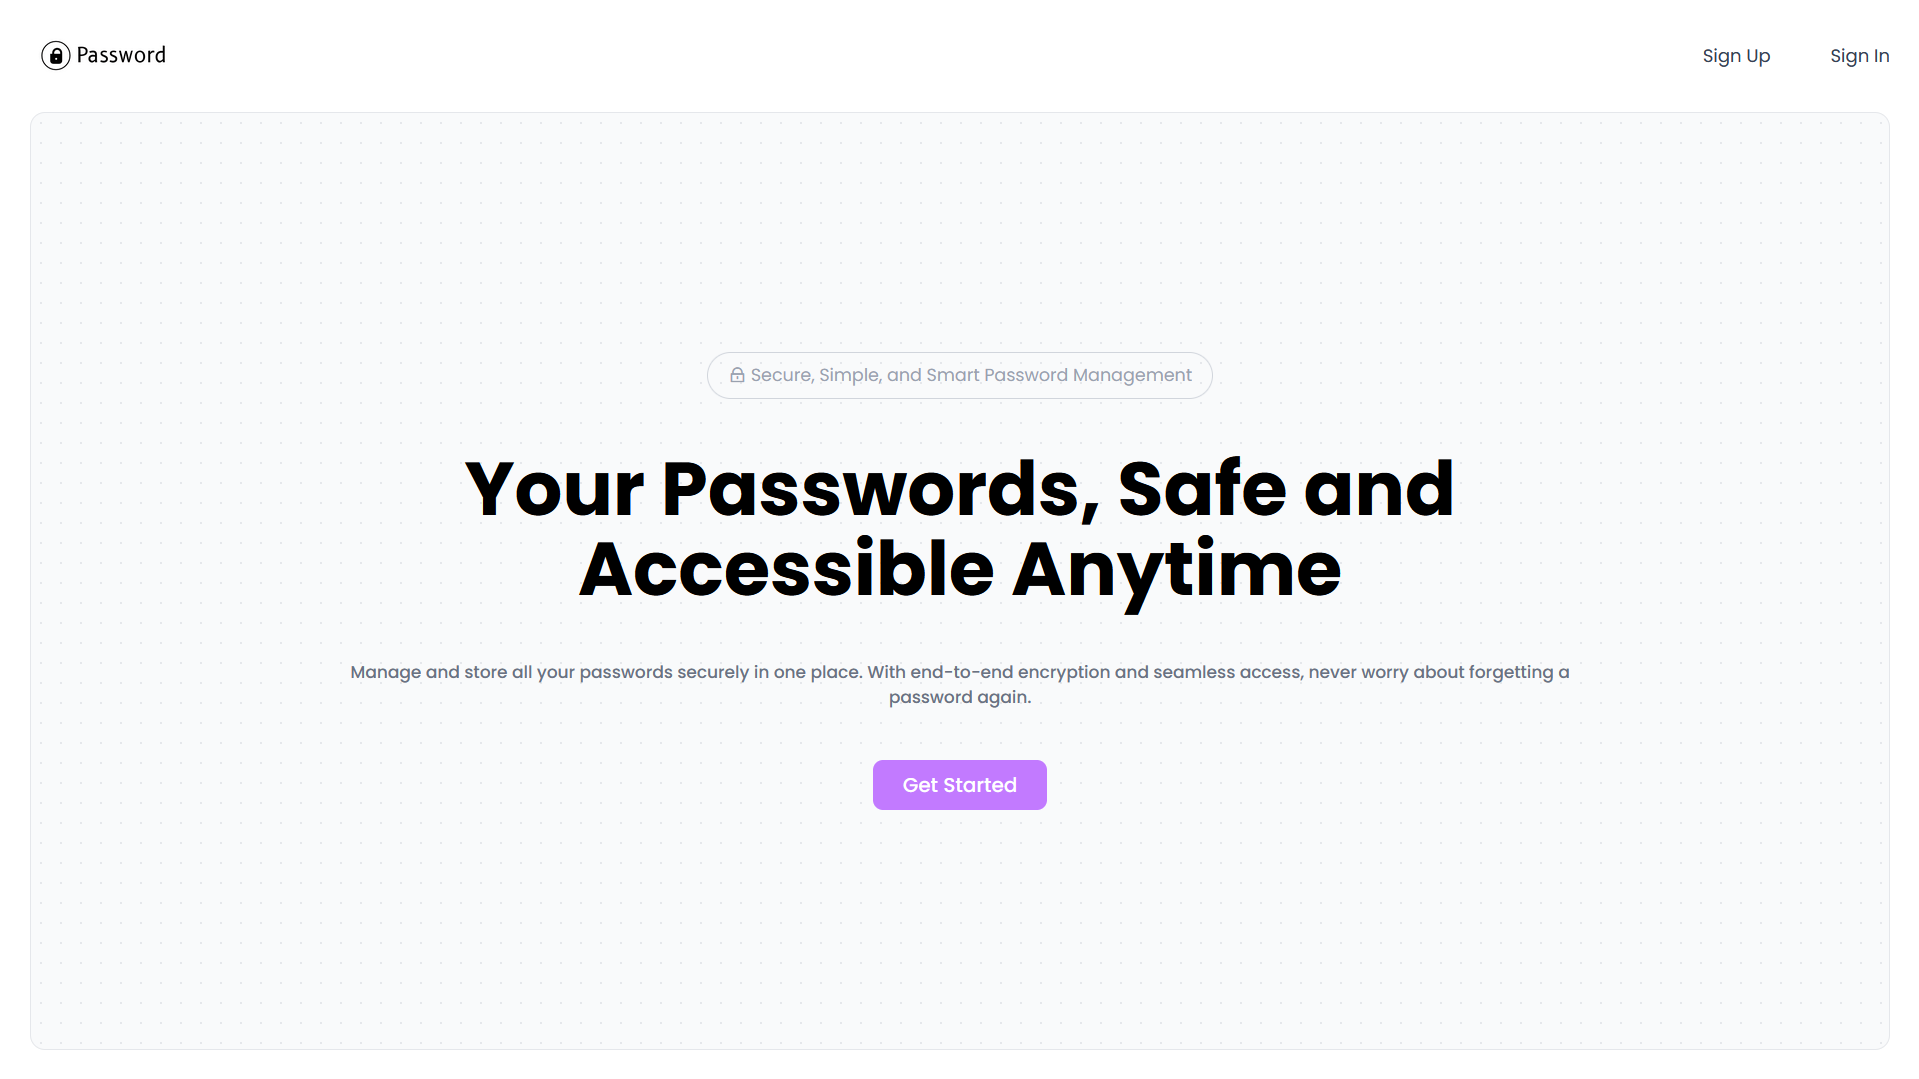 Password
Sign Up
Sign In
Secure, Simple, and Smart Password Management
Your Passwords, Safe and
Accessible Anytime
Manage and store all your passwords securely in one place. With end-to-end encryption and seamless access, never worry about forgetting a
password again.
Get Started